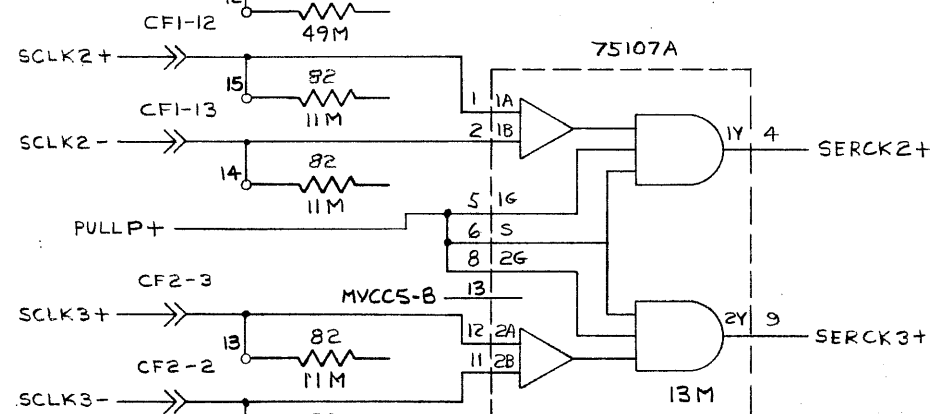 12
49M
CF1-12
SCLK2+
15
82
11M
75107A
1 1A
CF1-13
SCLK2-
2 1B
14
82
11M
1Y 4
SERCK2+
5 1G
PULLP+
6 S
8 2G
CF2-3
MVCC5-B
13
SCLK3+
13
82
11M
12 2A
11 2B
2Y 9
SERCK3+
CF2-2
SCLK3-
13M